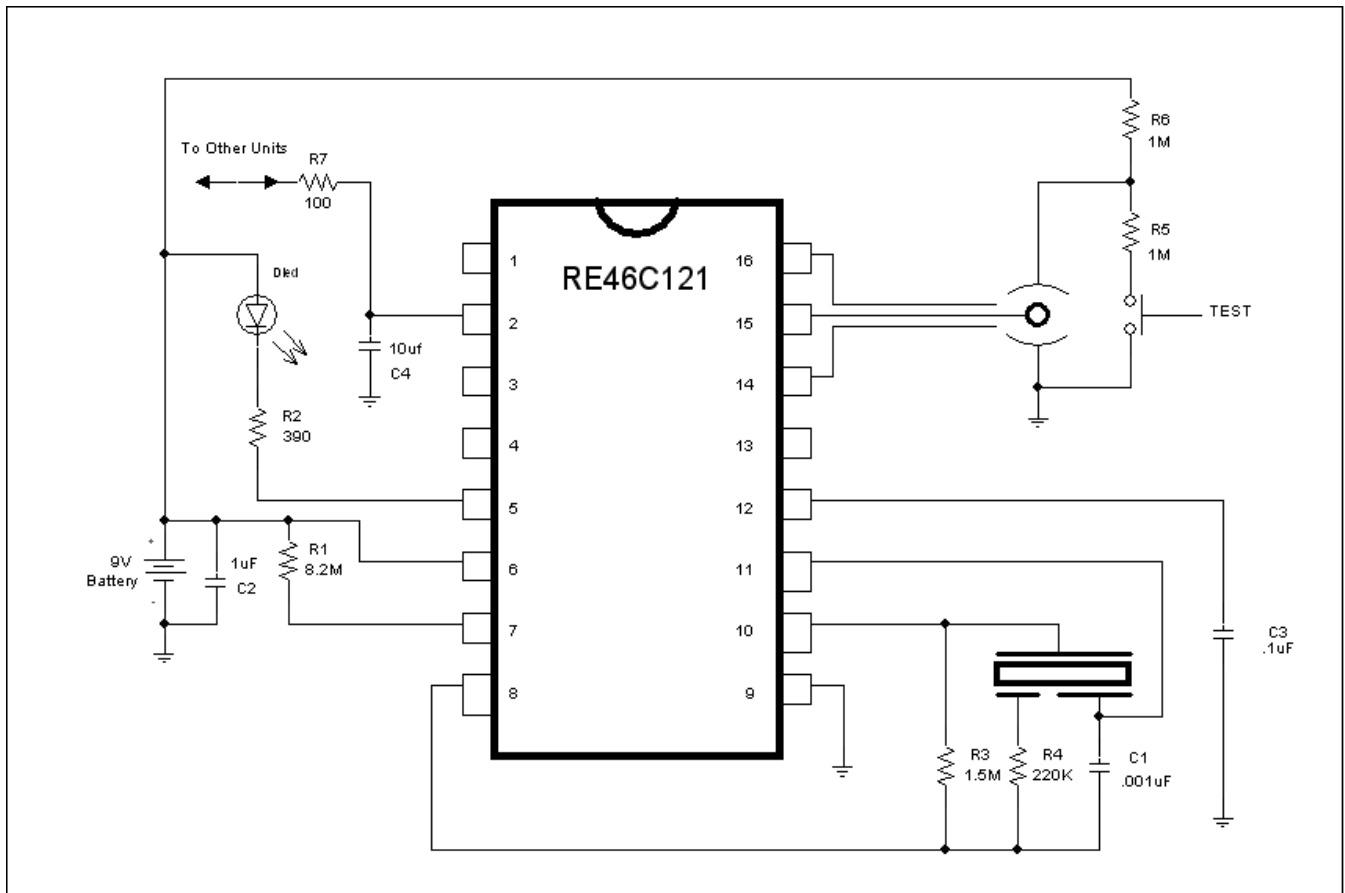 R6
1M
To Other Units
R7
100
R5
1M
Dled
RE46C121
1
16
TEST
2
15
10uf
C4
3
14
R2
390
4
13
5
12
+
9V
Battery
-
1uF
C2
R1
8.2M
6
11
7
10
C3
.1uF
8
9
R3
1.5M
R4
220K
C1
.001uF